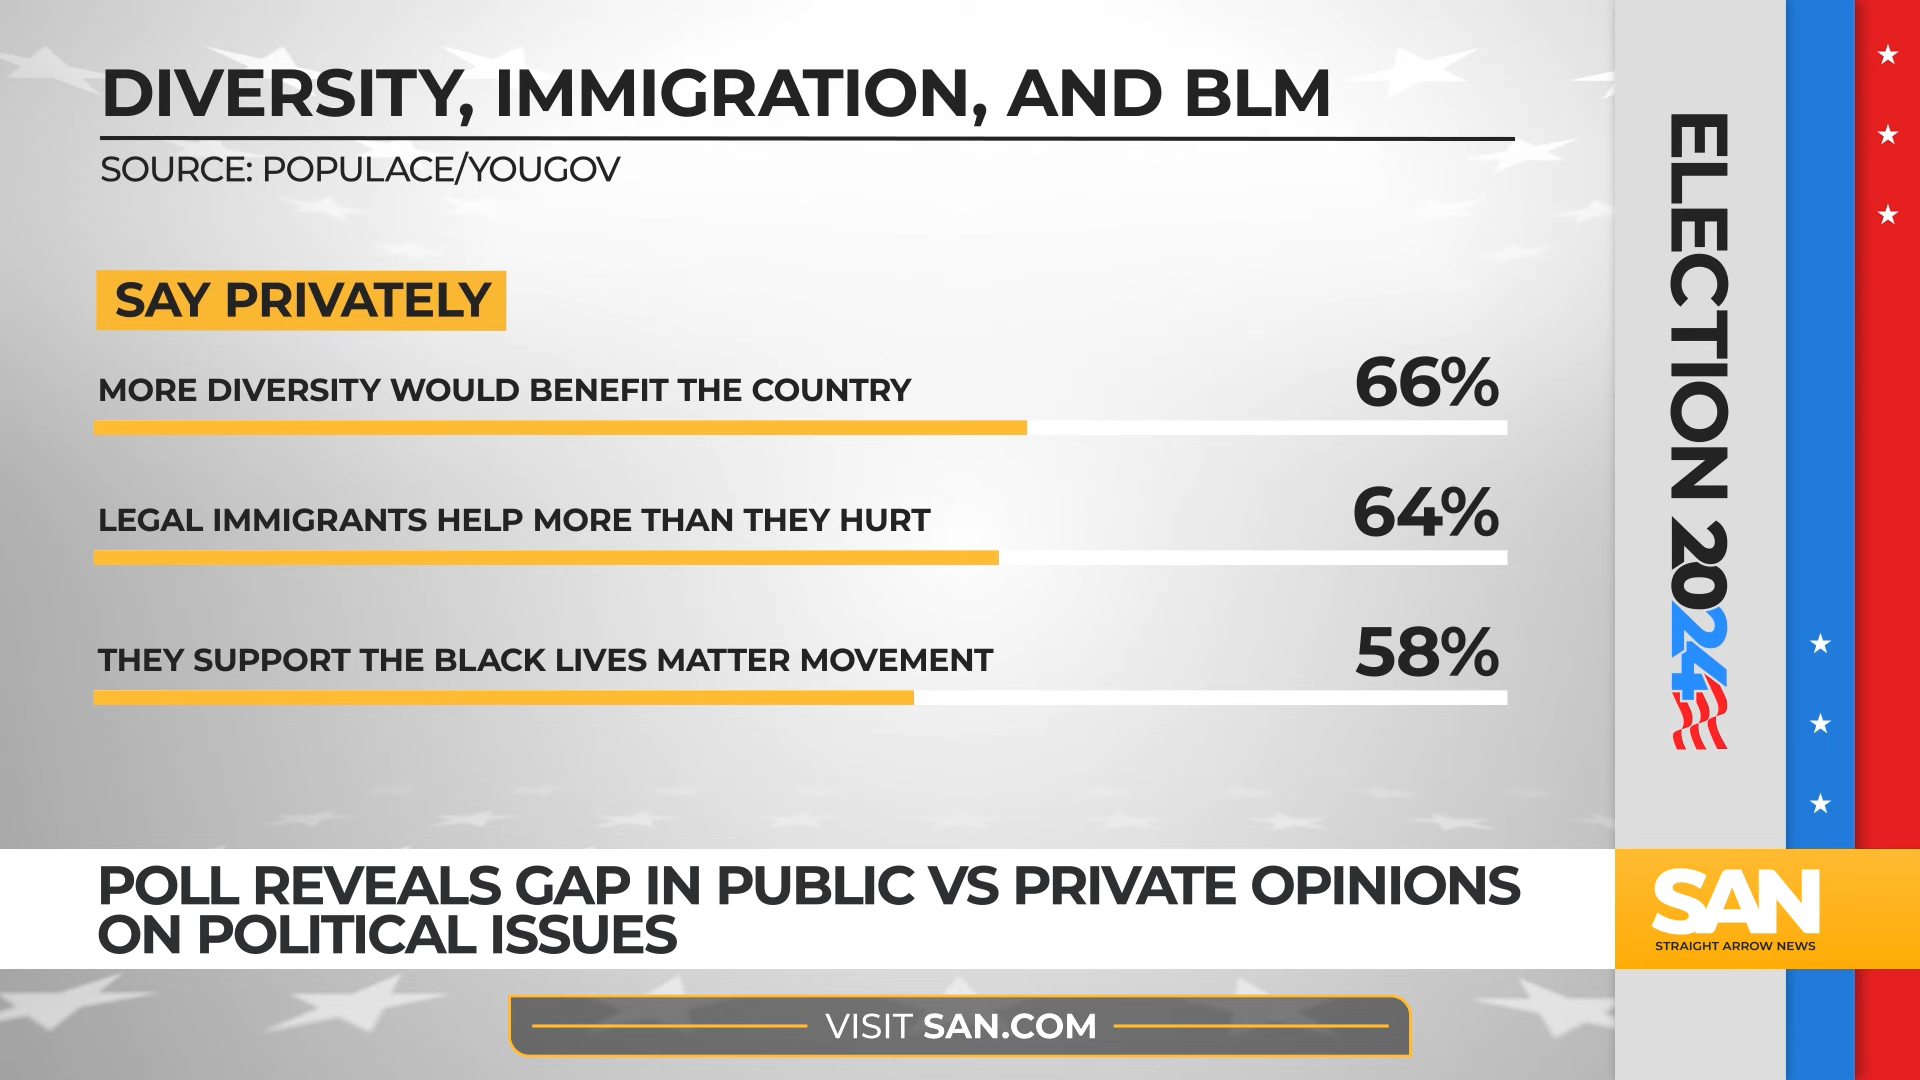 DIVERSITY, IMMIGRATION, AND BLM
SOURCE: POPULACE/YOUGOV
SAY PRIVATELY
MORE DIVERSITY WOULD BENEFIT THE COUNTRY
66%
LEGAL IMMIGRANTS HELP MORE THAN THEY HURT
64%
THEY SUPPORT THE BLACK LIVES MATTER MOVEMENT
58%
ELECTION 2024
POLL REVEALS GAP IN PUBLIC VS PRIVATE OPINIONS
ON POLITICAL ISSUES
SAN
STRAIGHT ARROW NEWS
VISIT SAN.COM